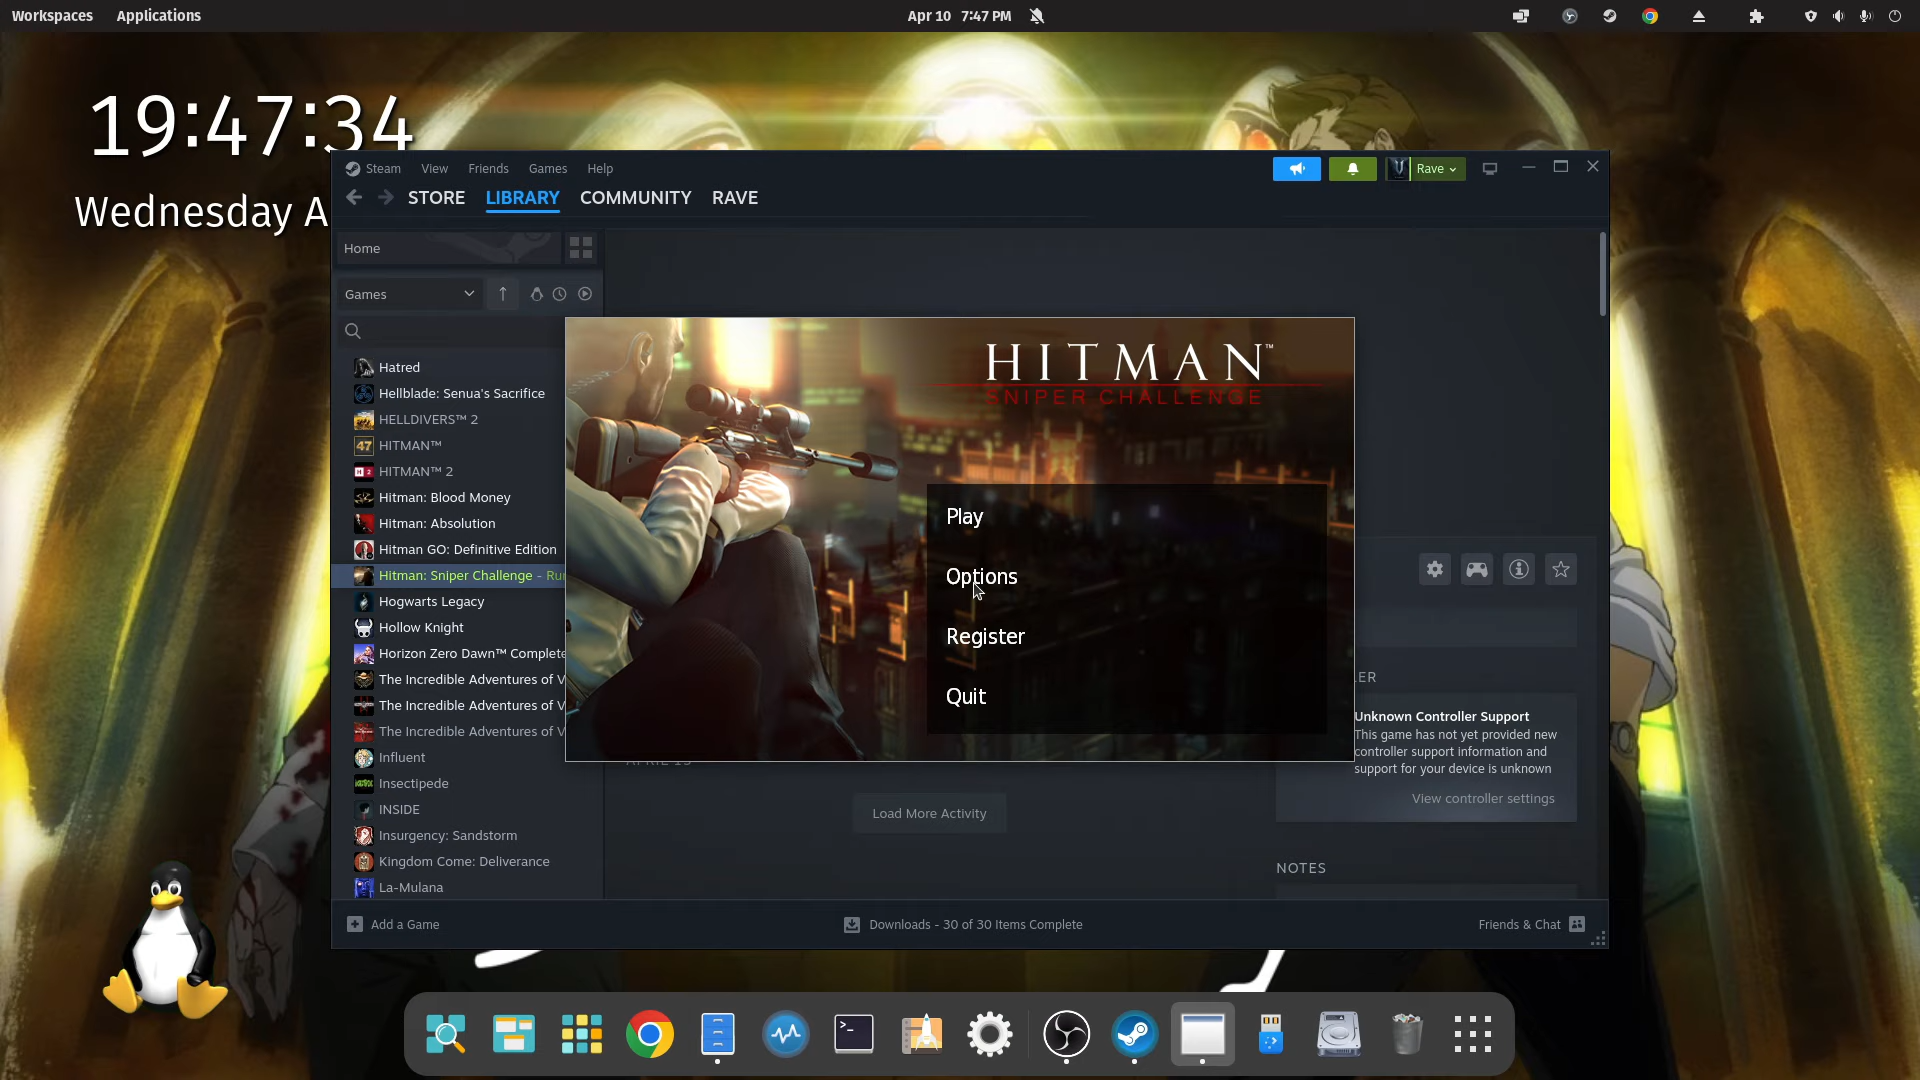 Workspaces Applications Apr 10 7:47 PM
19:47:34
Wednesday A
Steam View Friends Games Help Rave
STORE LIBRARY COMMUNITY RAVE
Home
Games
Hatred
Hellblade: Senua's Sacrifice
HELLDIVERS™ 2
HITMAN™
HITMAN™ 2
Hitman: Blood Money
Hitman: Absolution
Hitman GO: Definitive Edition
Hitman: Sniper Challenge - Ru
Hogwarts Legacy
Hollow Knight
Horizon Zero Dawn™ Complete
The Incredible Adventures of V
The Incredible Adventures of V
The Incredible Adventures of V
Influent
Insectipede
INSIDE
Insurgency: Sandstorm
Kingdom Come: Deliverance
La-Mulana
HITMAN™
SNIPER CHALLENGE
Play
Options
Register
Quit
LER
Unknown Controller Support
This game has not yet provided new
controller support information and
support for your device is unknown
View controller settings
Load More Activity
NOTES
Add a Game
Downloads - 30 of 30 Items Complete
Friends & Chat